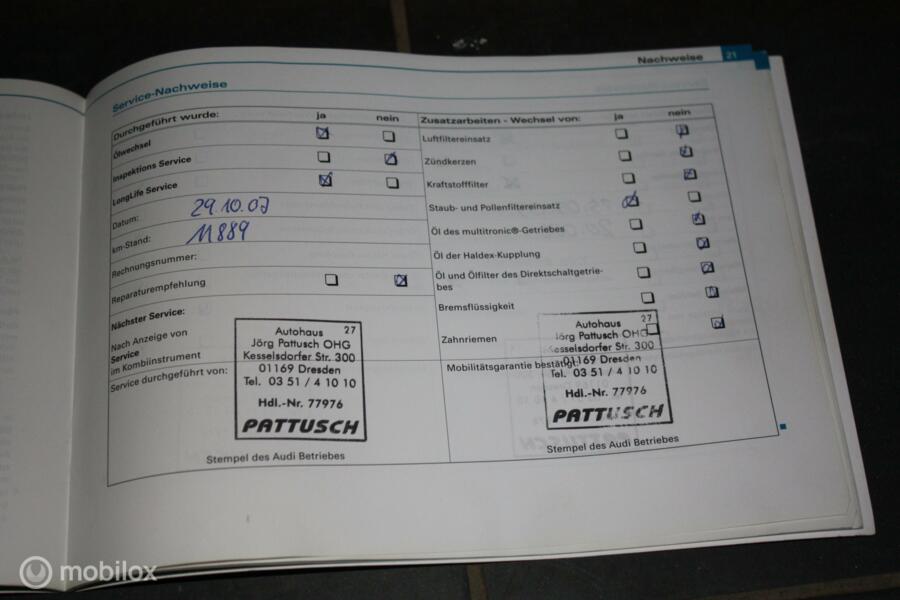 Nachweise 21
Service-Nachweise
Durchgeführt wurde: ja nein
Ölwechsel
Inspektions Service
LongLife Service
Datum: 29.10.07
km-Stand: 11889
Rechnungsnummer:
Reparaturempfehlung
Nächster Service:
Nach Anzeige von
Service
im Kombiinstrument
Service durchgeführt von:
Autohaus 27
Jörg Pattusch OHG
Kesselsdorfer Str. 300
01169 Dresden
Tel. 03 51 / 4 10 10
Hdl.-Nr. 77976
PATTUSCH
Stempel des Audi Betriebes
Zusatzarbeiten - Wechsel von: ja nein
Luftfiltereinsatz
Zündkerzen
Kraftstofffilter
Staub- und Pollenfiltereinsatz
Öl des multitronic®-Getriebes
Öl der Haldex-Kupplung
Öl und Ölfilter des Direktschaltgetrie-
bes
Bremsflüssigkeit
Zahnriemen
Mobilitätsgarantie bestätigt:
Autohaus 27
Jörg Pattusch OHG
Kesselsdorfer Str. 300
01169 Dresden
Tel. 03 51 / 4 10 10
Hdl.-Nr. 77976
PATTUSCH
Stempel des Audi Betriebes
mobilox